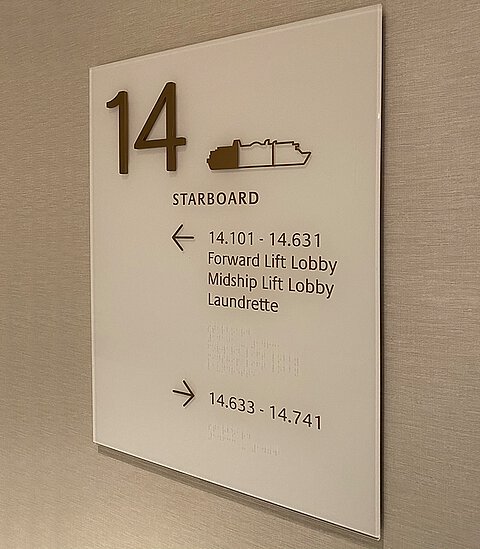 14
STARBOARD
← 14.101 - 14.631
Forward Lift Lobby
Midship Lift Lobby
Laundrette
→ 14.633 - 14.741